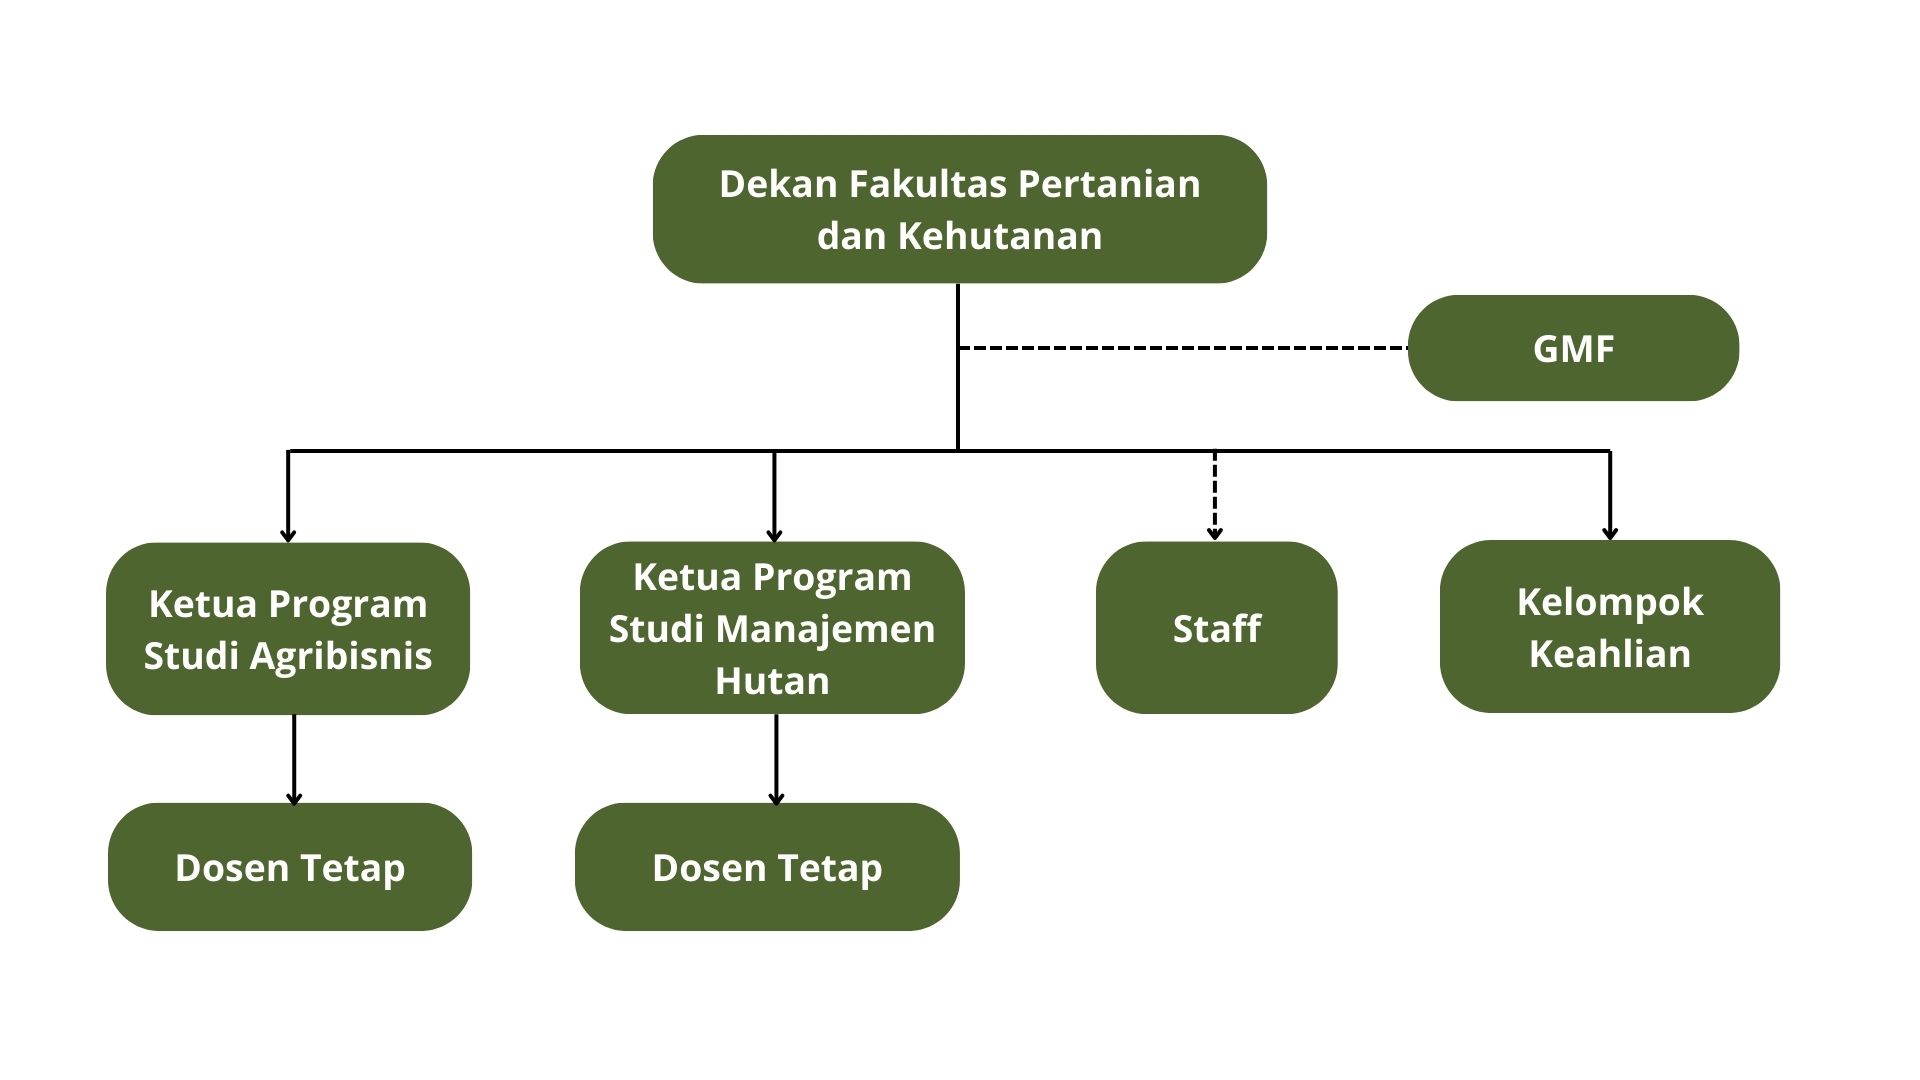 Dekan Fakultas Pertanian
dan Kehutanan
GMF
Ketua Program
Studi Agribisnis
Ketua Program
Studi Manajemen
Hutan
Staff
Kelompok
Keahlian
Dosen Tetap
Dosen Tetap